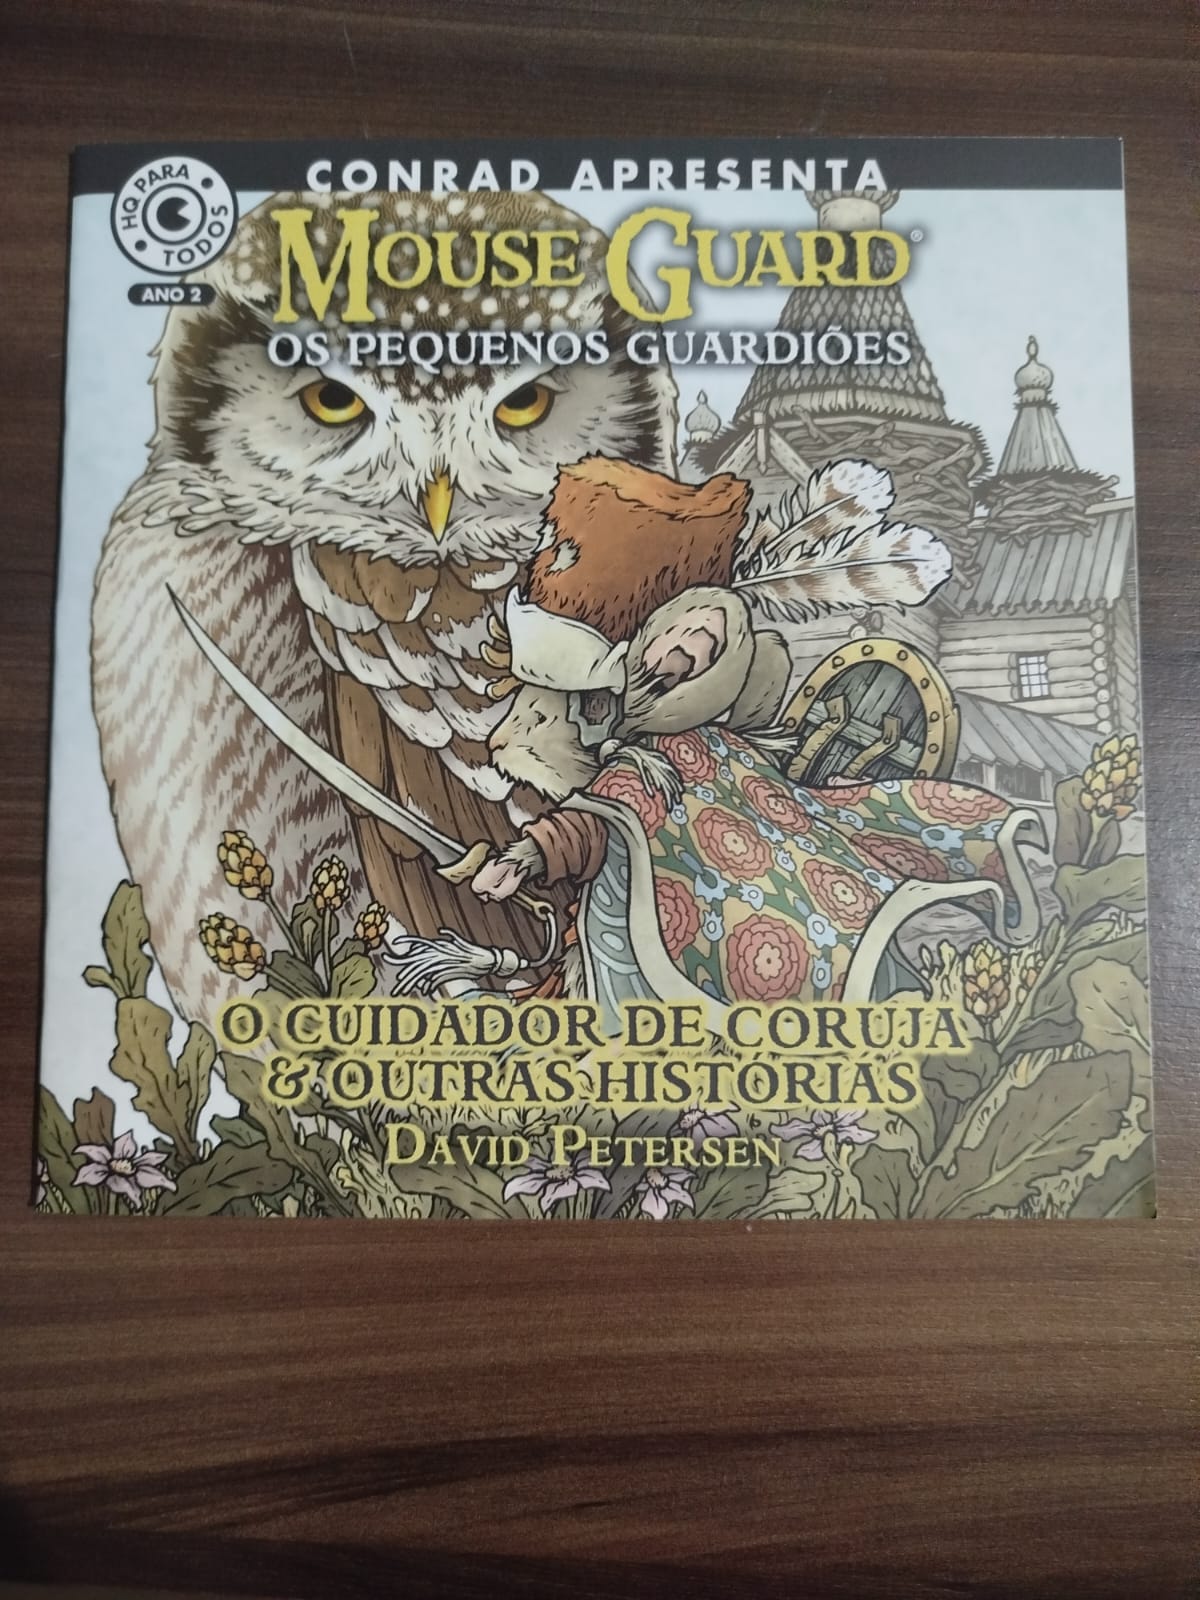 CONRAD APRESENTA
HQ PARA TODOS
ANO 2
MOUSE GUARD®
OS PEQUENOS GUARDIÕES
O CUIDADOR DE CORUJA
& OUTRAS HISTÓRIAS
DAVID PETERSEN